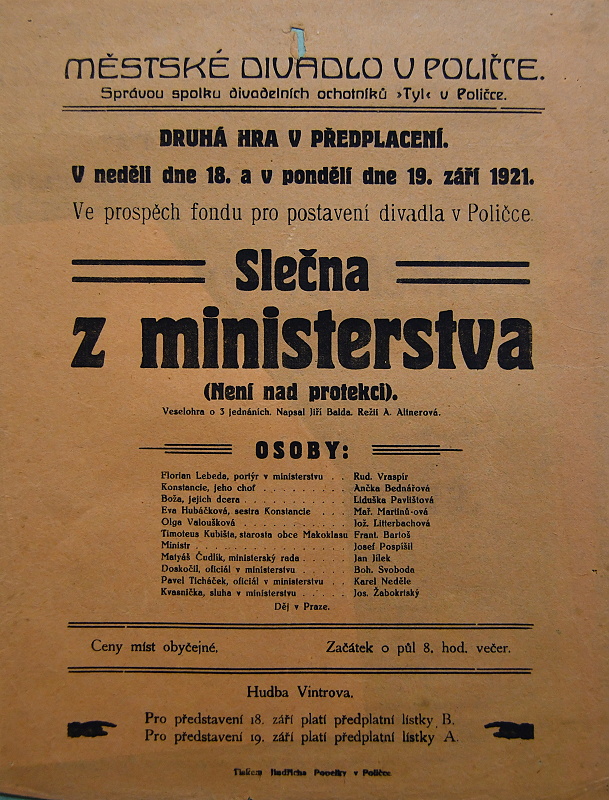 MĚSTSKÉ DIVADLO V POLIČCE.
Správou spolku divadelních ochotníků ›Tyl‹ v Poličce.
DRUHÁ HRA V PŘEDPLACENÍ.
V neděli dne 18. a v pondělí dne 19. září 1921.
Ve prospěch fondu pro postavení divadla v Poličce.
Slečna
z ministerstva
(Není nad protekci).
Veselohra o 3 jednáních. Napsal Jiří Balda. Režií A. Altnerová.
OSOBY:
Florian Lebeda, portýr v ministerstvu . . Rud. Vraspír
Konstancie, jeho choť . . . . . . . . . Ančka Bednářová
Boža, jejich dcera . . . . . . . . . . . Liduška Pavlištová
Eva Hubáčková, sestra Konstancie . . . Mař. Martinů-ová
Olga Valoušková . . . . . . . . . . . Jož. Litterbachová
Timoteus Kubišta, starosta obce Makoklasu Frant. Bartoš
Ministr . . . . . . . . . . . . . . . . Josef Pospíšil
Matyáš Čudlík, ministerský rada . . . . . Jan Jílek
Doskočil, oficiál v ministerstvu . . . . . Boh. Svoboda
Pavel Ticháček, oficiál v ministerstvu . . Karel Neděle
Kvasnička, sluha v ministerstvu . . . . . Jos. Žabokrtský
Děj v Praze.
Ceny míst obyčejné. Začátek o půl 8. hod. večer.
Hudba Vintrova.
Pro představení 18. září platí předplatní lístky B.
Pro představení 19. září platí předplatní lístky A.
Tiskem Jindřicha Popelky v Poličce.